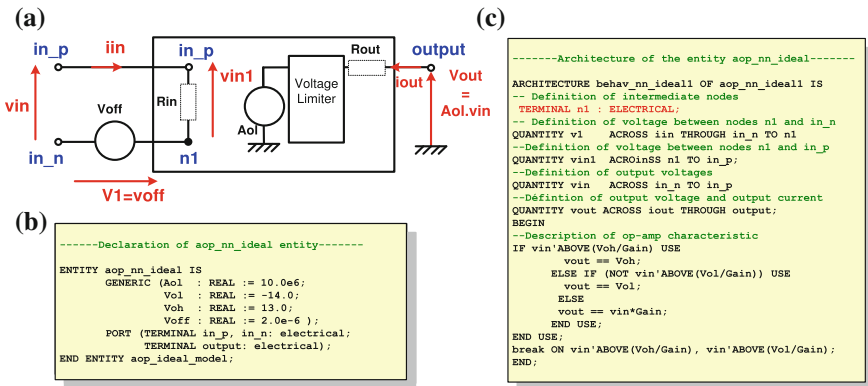 (a)
in_p
iin
in_p
vin
vin1
Rin
Voff
in_n
n1
V1=voff
Aol
Voltage
Limiter
Rout
output
iout
Vout
=
Aol.vin
(b)
------Declaration of aop_nn_ideal entity-------
ENTITY aop_nn_ideal IS
GENERIC (Aol : REAL := 10.0e6;
Vol : REAL := -14.0;
Voh : REAL := 13.0;
Voff : REAL := 2.0e-6 );
PORT (TERMINAL in_p, in_n: electrical;
TERMINAL output: electrical);
END ENTITY aop_ideal_model;
(c)
-------Architecture of the entity aop_nn_ideal-------
ARCHITECTURE behav_nn_ideal1 OF aop_nn_ideal1 IS
-- Definition of intermediate nodes
TERMINAL n1 : ELECTRICAL;
-- Definition of voltage between nodes n1 and in_n
QUANTITY v1 ACROSS iin THROUGH in_n TO n1
--Definition of voltage between nodes n1 and in_p
QUANTITY vin1 ACROinSS n1 TO in_p;
--Definition of output voltages
QUANTITY vin ACROSS in_n TO in_p
--Défintion of output voltage and output current
QUANTITY vout ACROSS iout THROUGH output;
BEGIN
--Description of op-amp characteristic
IF vin'ABOVE(Voh/Gain) USE
vout == Voh;
ELSE IF (NOT vin'ABOVE(Vol/Gain)) USE
vout == Vol;
ELSE
vout == vin*Gain;
END USE;
END USE;
break ON vin'ABOVE(Voh/Gain), vin'ABOVE(Vol/Gain);
END;